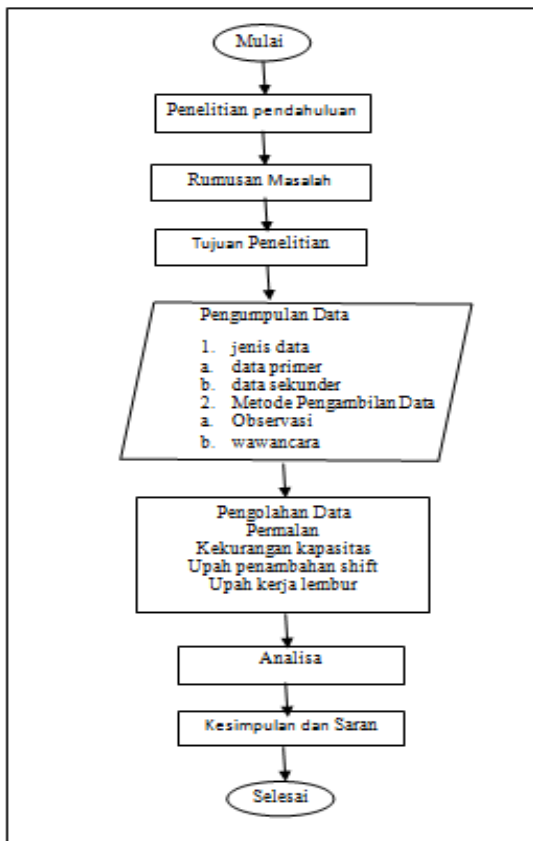 Mulai
Penelitian pendahuluan
Rumusan Masalah
Tujuan Penelitian
Pengumpulan Data
1. jenis data
a. data primer
b. data sekunder
2. Metode Pengambilan Data
a. Observasi
b. wawancara
Pengolahan Data
Permalan
Kekurangan kapasitas
Upah penambahan shift
Upah kerja lembur
Analisa
Kesimpulan dan Saran
Selesai